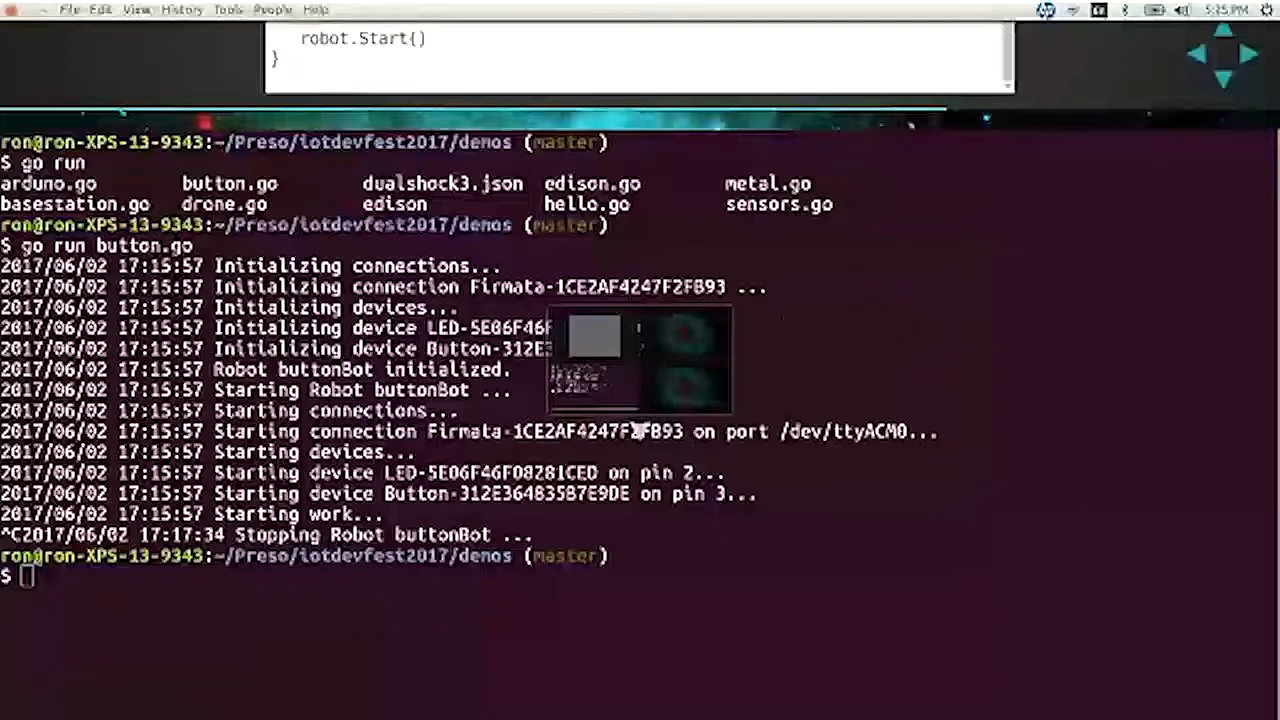 File Edit View History Tools People Help
5:25 PM
robot.Start()
}
ron@ron-XPS-13-9343:~/Preso/iotdevfest2017/demos (master)
$ go run
arduno.go button.go dualshock3.json edison.go metal.go
basestation.go drone.go edison hello.go sensors.go
ron@ron-XPS-13-9343:~/Preso/iotdevfest2017/demos (master)
$ go run button.go
2017/06/02 17:15:57 Initializing connections...
2017/06/02 17:15:57 Initializing connection Firmata-1CE2AF4247F2FB93 ...
2017/06/02 17:15:57 Initializing devices...
2017/06/02 17:15:57 Initializing device LED-5E06F46F
2017/06/02 17:15:57 Initializing device Button-312E3
2017/06/02 17:15:57 Robot buttonBot initialized.
2017/06/02 17:15:57 Starting Robot buttonBot ...
2017/06/02 17:15:57 Starting connections...
2017/06/02 17:15:57 Starting connection Firmata-1CE2AF4247F2FB93 on port /dev/ttyACM0...
2017/06/02 17:15:57 Starting devices...
2017/06/02 17:15:57 Starting device LED-5E06F46F08281CED on pin 2...
2017/06/02 17:15:57 Starting device Button-312E364835B7E9DE on pin 3...
2017/06/02 17:15:57 Starting work...
^C2017/06/02 17:17:34 Stopping Robot buttonBot ...
ron@ron-XPS-13-9343:~/Preso/iotdevfest2017/demos (master)
$